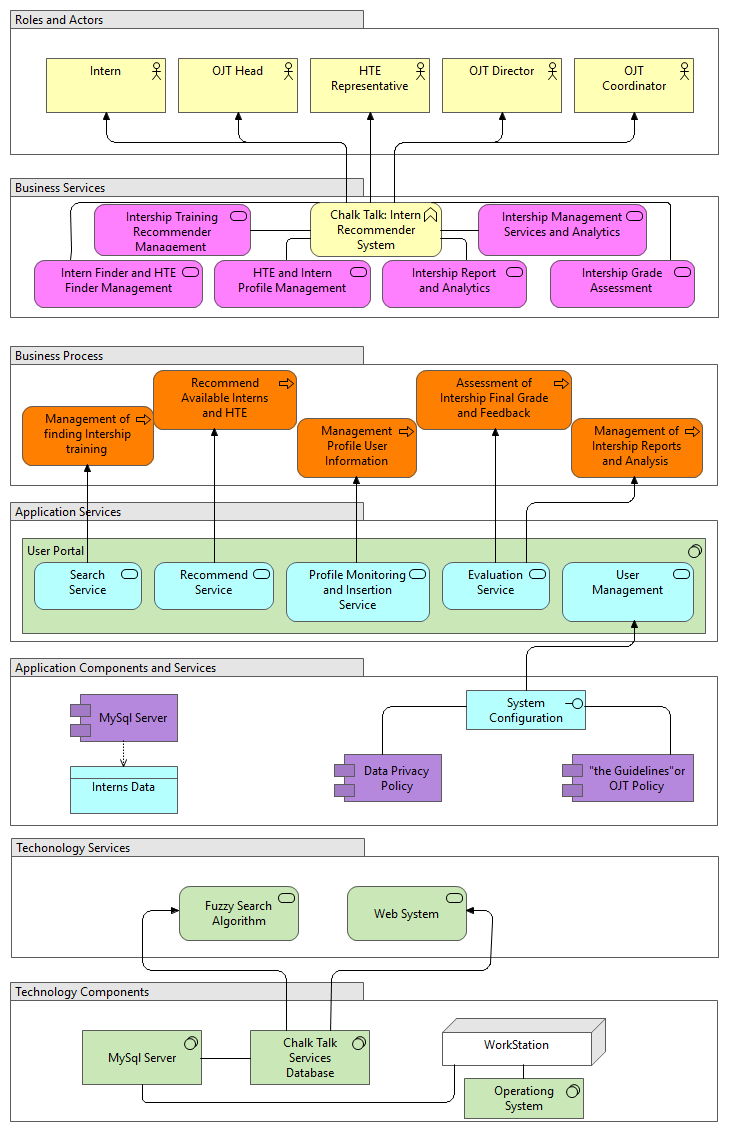 Roles and Actors
Intern
OJT Head
HTE
Representative
OJT Director
OJT
Coordinator
Business Services
Intership Training
Recommender
Management
Chalk Talk: Intern
Recommender
System
Intership Management
Services and Analytics
Intern Finder and HTE
Finder Management
HTE and Intern
Profile Management
Intership Report
and Analytics
Intership Grade
Assessment
Business Process
Management of
finding Intership
training
Recommend
Available Interns
and HTE
Management
Profile User
Information
Assessment of
Intership Final Grade
and Feedback
Management of
Intership Reports
and Analysis
Application Services
User Portal
Search
Service
Recommend
Service
Profile Monitoring
and Insertion
Service
Evaluation
Service
User
Management
Application Components and Services
MySql Server
Interns Data
System
Configuration
Data Privacy
Policy
"the Guidelines"or
OJT Policy
Techonology Services
Fuzzy Search
Algorithm
Web System
Technology Components
MySql Server
Chalk Talk
Services
Database
WorkStation
Operationg
System